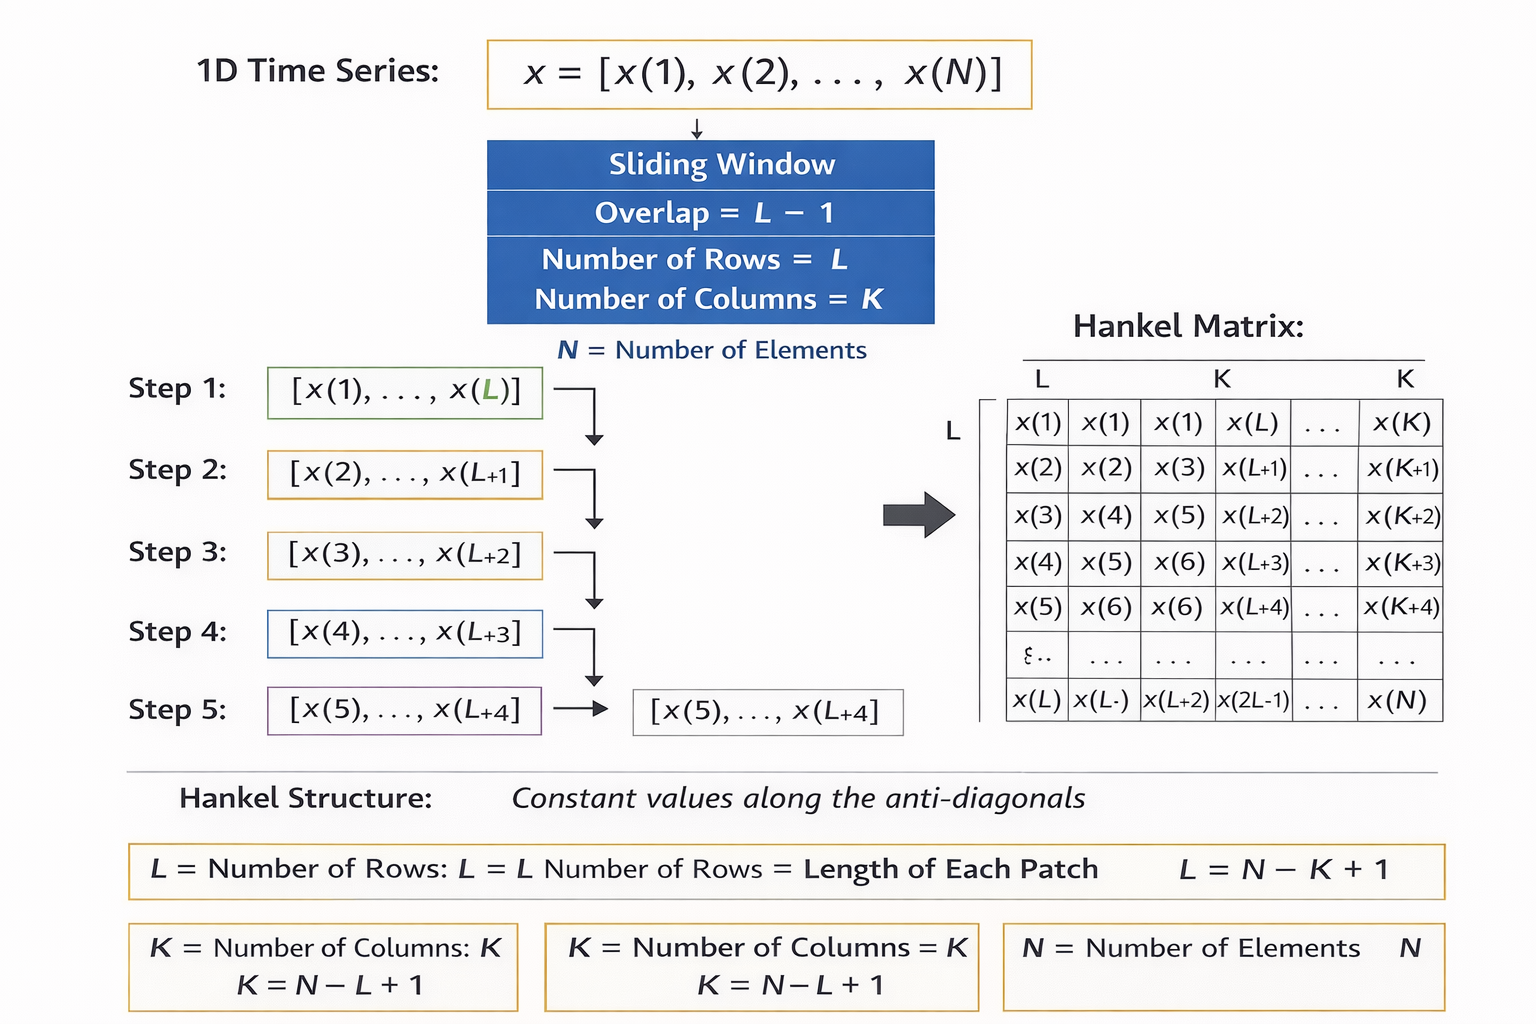 1D Time Series: x = [x(1), x(2), . . . , x(N)]
Sliding Window
Overlap = L − 1
Number of Rows = L
Number of Columns = K
N = Number of Elements
Step 1: [x(1), . . . , x(L)]
Step 2: [x(2), . . . , x(L+1]
Step 3: [x(3), . . . , x(L+2]
Step 4: [x(4), . . . , x(L+3]
Step 5: [x(5), . . . , x(L+4] [x(5), . . . , x(L+4]
Hankel Matrix:
L K K
L
x(1) x(1) x(1) x(L) . . . x(K)
x(2) x(2) x(3) x(L+1) . . . x(K+1)
x(3) x(4) x(5) x(L+2) . . . x(K+2)
x(4) x(5) x(6) x(L+3) . . . x(K+3)
x(5) x(6) x(6) x(L+4) . . . x(K+4)
. . . . . . . . . . . . . . .
x(L) x(L-) x(L+2) x(2L-1) . . . x(N)
Hankel Structure: Constant values along the anti-diagonals
L = Number of Rows: L = L Number of Rows = Length of Each Patch L = N − K + 1
K = Number of Columns: K
K = N − L + 1
K = Number of Columns = K
K = N − L + 1
N = Number of Elements N